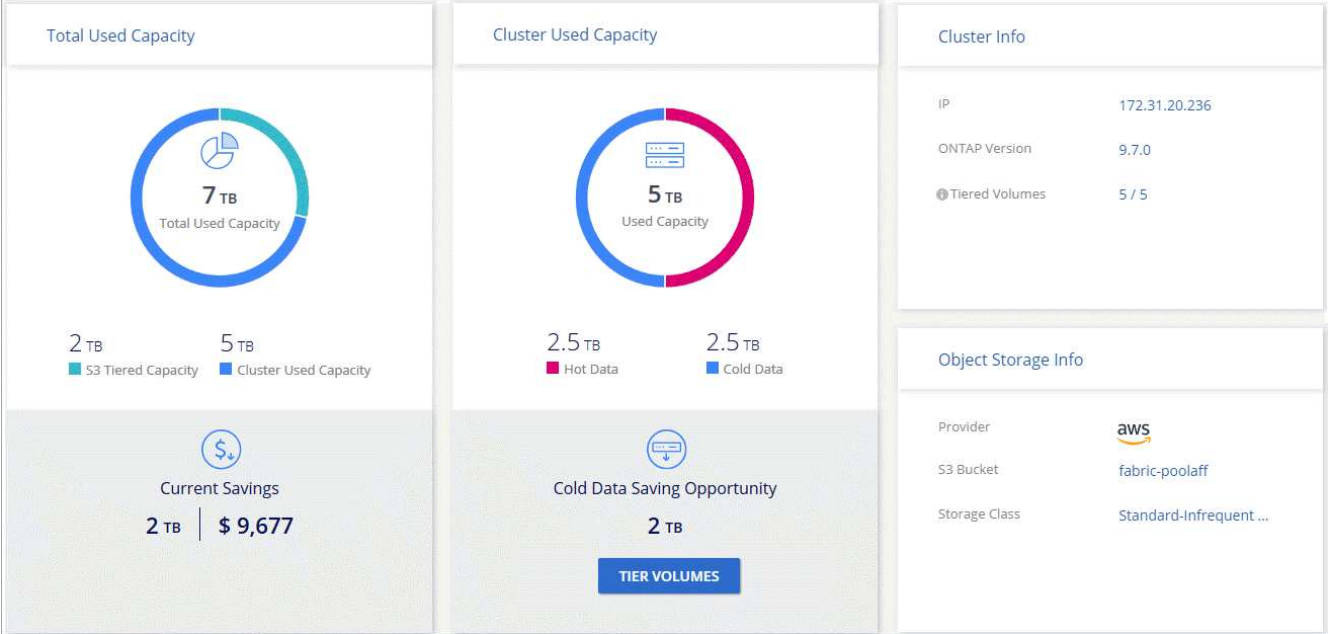 Total Used Capacity
7 TB
Total Used Capacity
2 TB
S3 Tiered Capacity
5 TB
Cluster Used Capacity
Current Savings
2 TB $ 9,677
Cluster Used Capacity
5 TB
Used Capacity
2.5 TB
Hot Data
2.5 TB
Cold Data
Cold Data Saving Opportunity
2 TB
TIER VOLUMES
Cluster Info
IP 172.31.20.236
ONTAP Version 9.7.0
Tiered Volumes 5 / 5
Object Storage Info
Provider aws
S3 Bucket fabric-poolaff
Storage Class Standard-Infrequent ...